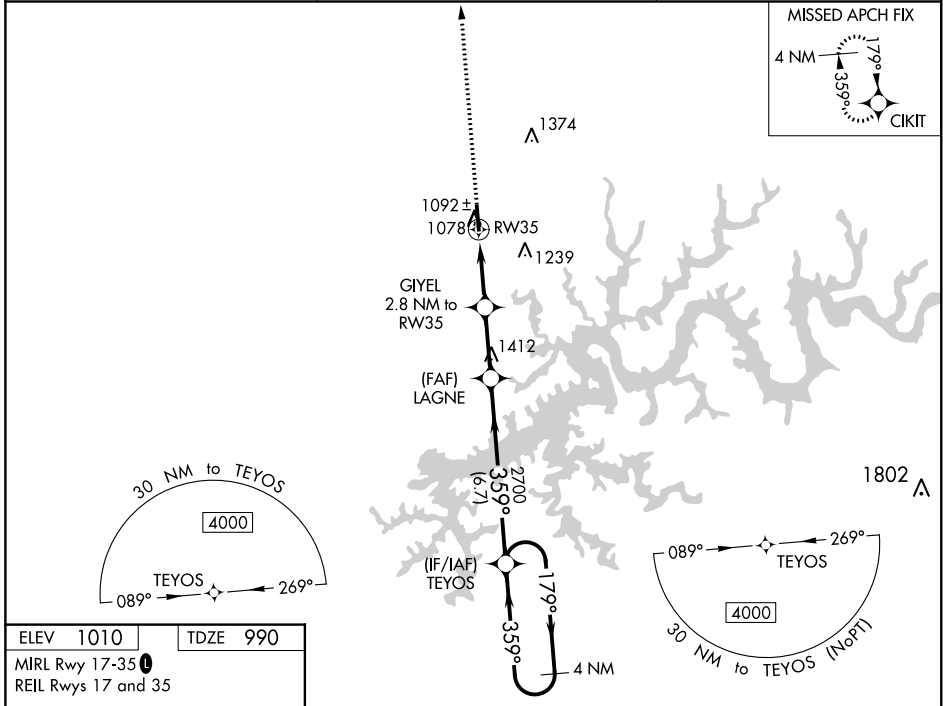 MISSED APCH FIX
4 NM
179°
359°
CIKIT
1374
1092 ±
1078
RW35
1239
GIYEL
2.8 NM to
RW35
1412
(FAF)
LAGNE
2700
359°
(6.7)
1802
30 NM to TEYOS
4000
TEYOS
089°
269°
(IF/IAF)
TEYOS
179°
359°
4 NM
089°
269°
TEYOS
4000
30 NM to TEYOS (NoPT)
ELEV 1010
TDZE 990
MIRL Rwy 17-35 L
REIL Rwys 17 and 35